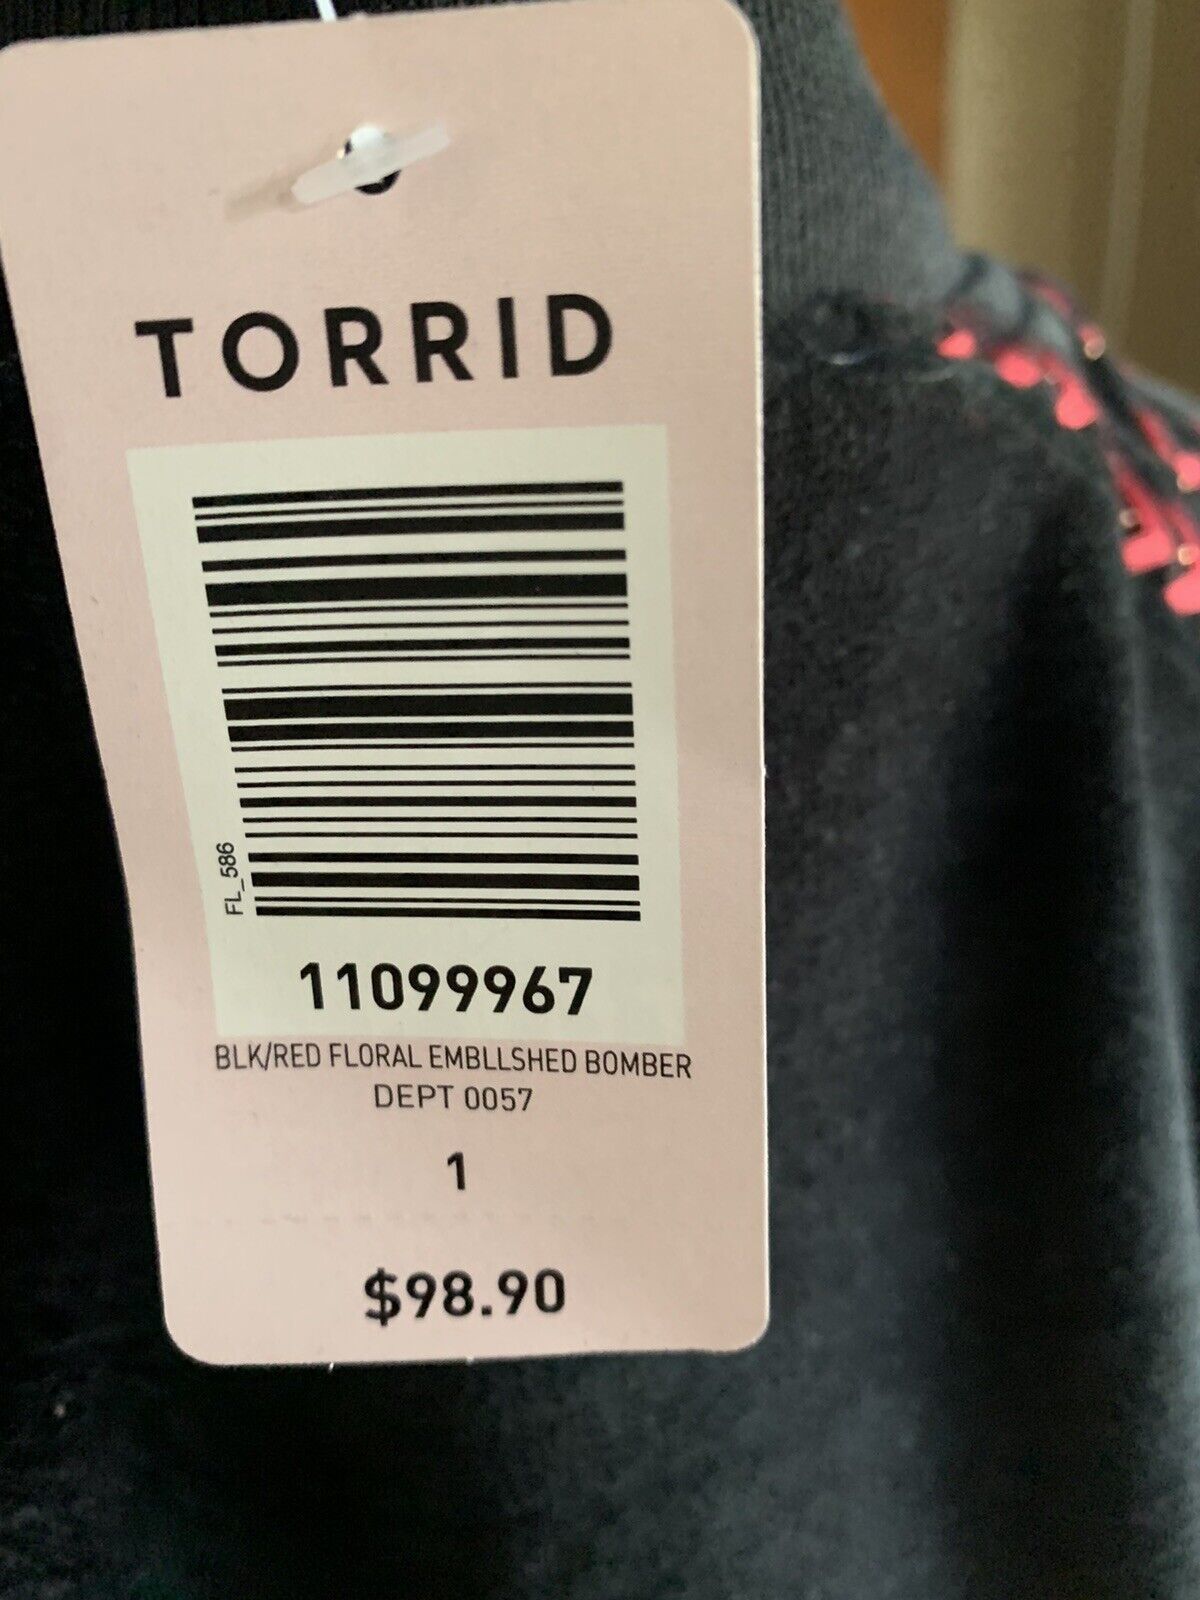 TORRID
FL_586
11099967
BLK/RED FLORAL EMBLLSHED BOMBER
DEPT 0057
1
$98.90